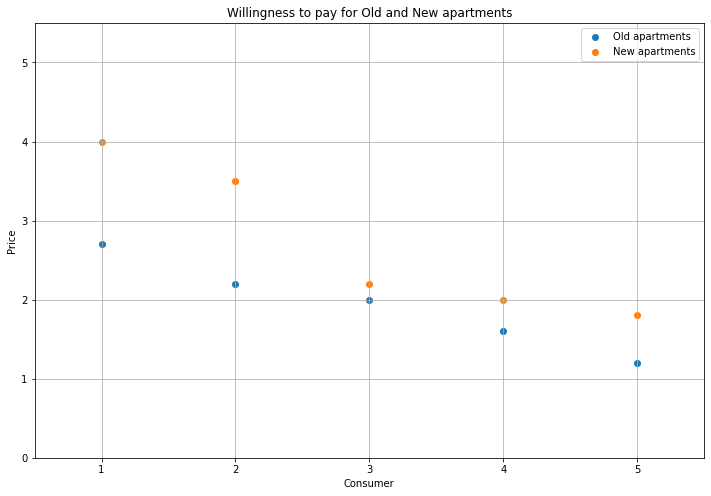 Willingness to pay for Old and New apartments
Old apartments
New apartments
5
4
3
2
1
0
Price
1 2 3 4 5
Consumer